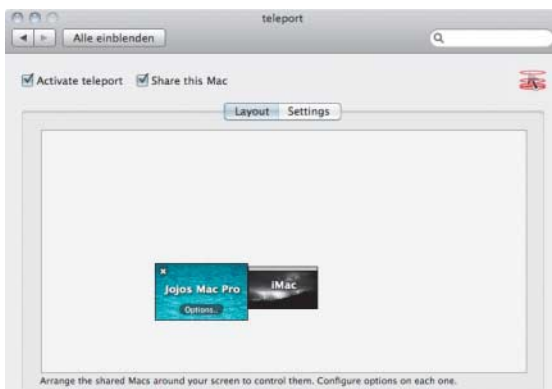 teleport
Alle einblenden
Activate teleport Share this Mac
Layout Settings
Jojos Mac Pro
iMac
Options...
Arrange the shared Macs around your screen to control them. Configure options on each one.